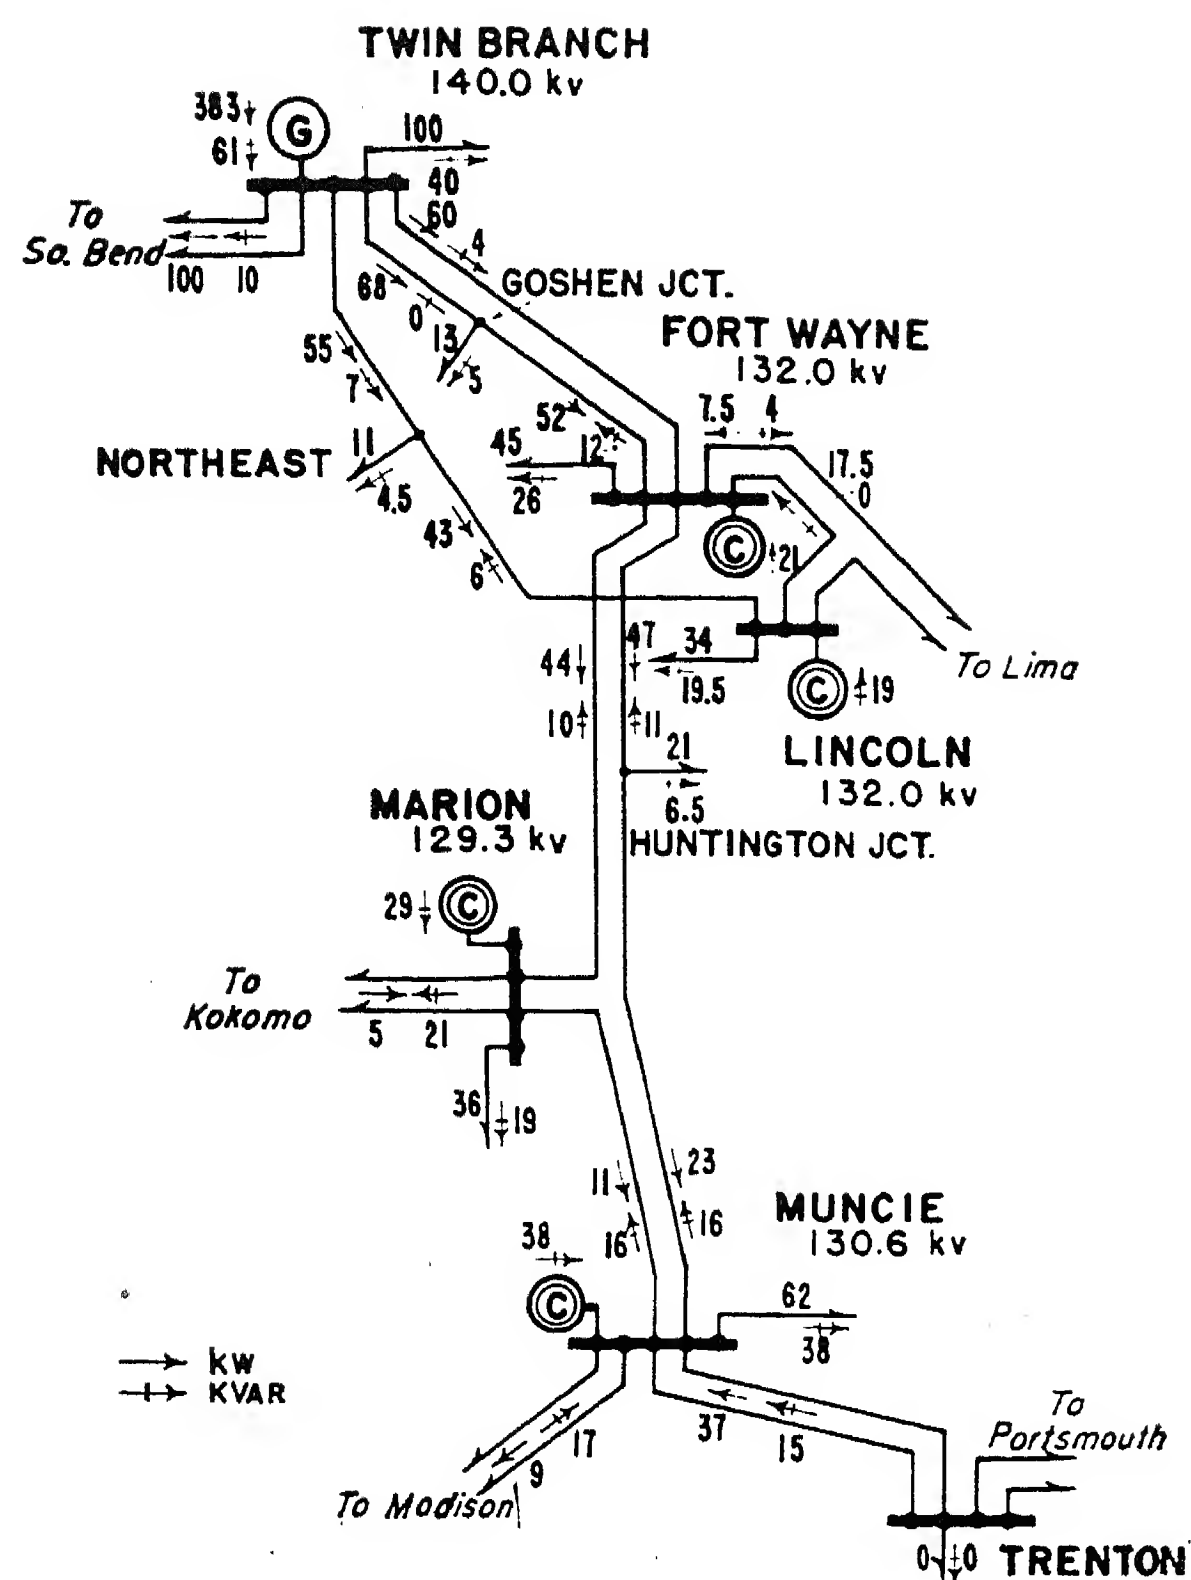 TWIN BRANCH
140.0 kv
383
G
61
100
40
To
So. Bend
100 10
60
4
68
0
GOSHEN JCT.
13
5
FORT WAYNE
132.0 kv
55
7
7.5 4
52
12
45
26
17.5
0
NORTHEAST
11
4.5
43
6
C
21
44
47
34
19.5
To Lima
C
19
10
11
LINCOLN
132.0 kv
21
6.5
HUNTINGTON JCT.
MARION
129.3 kv
29
C
To
Kokomo
5 21
36
19
11
23
16
16
MUNCIE
130.6 kv
38
C
62
38
KW
KVAR
37
15
17
9
To Madison
To
Portsmouth
0 0
TRENTON